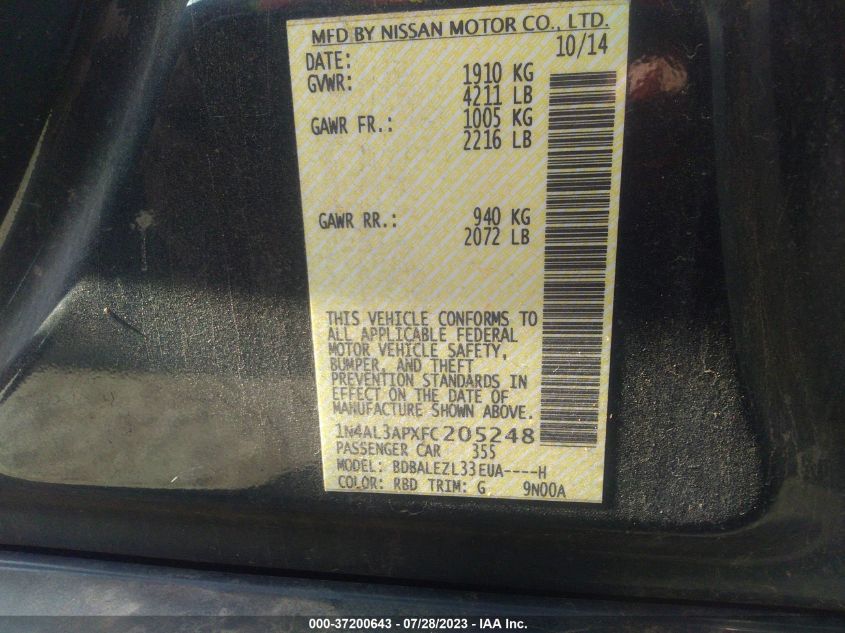 MFD BY NISSAN MOTOR CO., LTD.
DATE: 10/14
GVWR: 1910 KG
4211 LB
GAWR FR.: 1005 KG
2216 LB
GAWR RR.: 940 KG
2072 LB
THIS VEHICLE CONFORMS TO
ALL APPLICABLE FEDERAL
MOTOR VEHICLE SAFETY,
BUMPER, AND THEFT
PREVENTION STANDARDS IN
EFFECT ON THE DATE OF
MANUFACTURE SHOWN ABOVE.
1N4AL3APXFC205248
PASSENGER CAR 355
MODEL: BDBALEZL33EUA----H
COLOR: RBD TRIM: G 9N00A
000-37200643 - 07/28/2023 - IAA Inc.